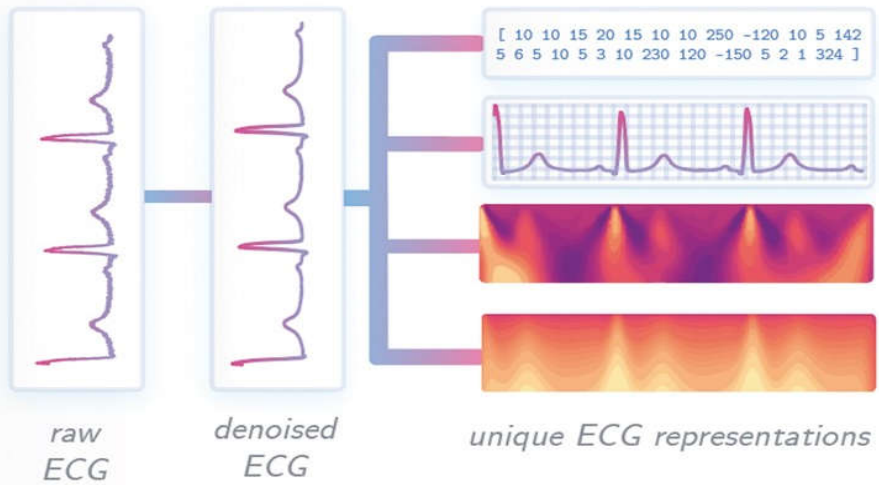 [ 10 10 15 20 15 10 10 250 -120 10 5 142
5 6 5 10 5 3 10 230 120 -150 5 2 1 324 ]
raw
ECG
denoised
ECG
unique ECG representations